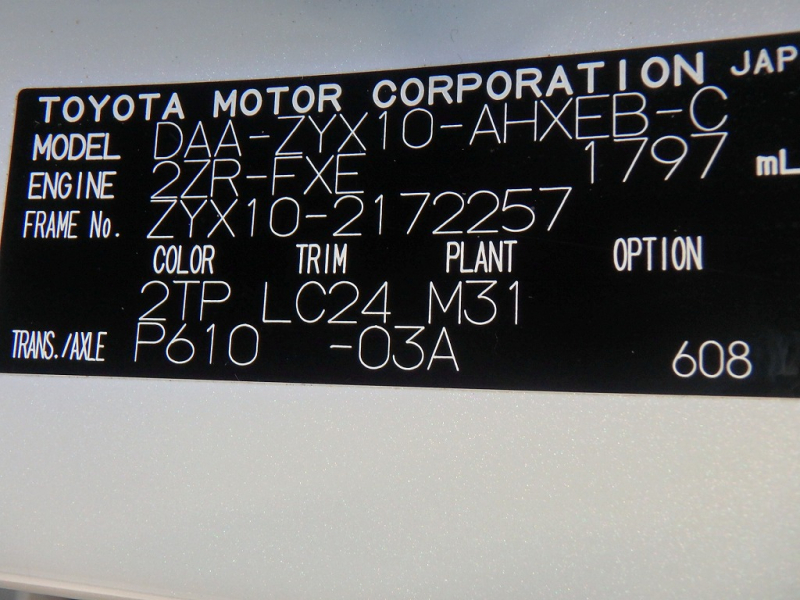 TOYOTA MOTOR CORPORATION JAP
MODEL DAA-ZYX10-AHXEB-C
ENGINE 2ZR-FXE 1797 mL
FRAME No. ZYX10-2172257
COLOR TRIM PLANT OPTION
2TP LC24 M31
TRANS./AXLE P610 -03A 608